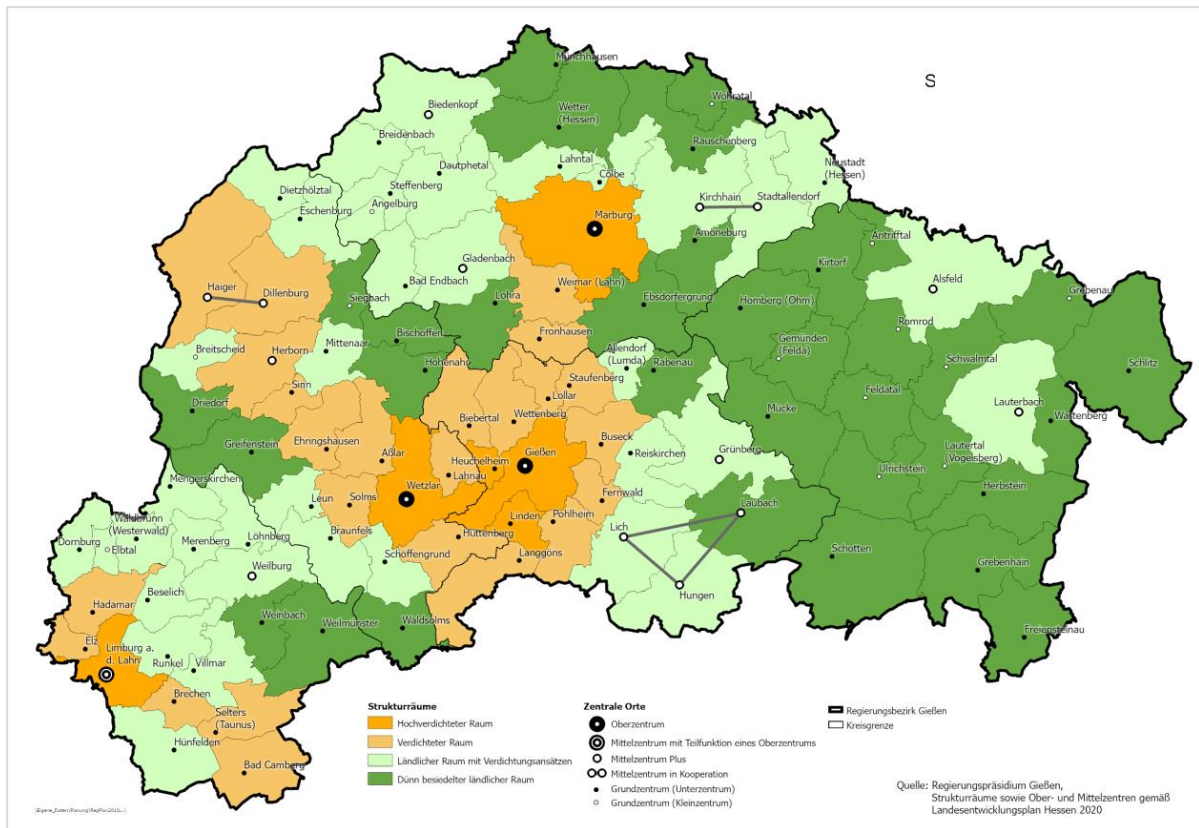 S
Münchhausen
Wohratal
Biedenkopf
Wetter
(Hessen)
Breidenbach
Rauschenberg
Lahntal
Neustadt
(Hessen)
Dautphetal
Cölbe
Steffenberg
Dietzhölztal
Kirchhain
Stadtallendorf
Angelburg
Eschenburg
Marburg
Amöneburg
Antrifftal
Gladenbach
Kirtorf
Bad Endbach
Alsfeld
Haiger
Dillenburg
Weimar (Lahn)
Siegbach
Lohra
Ebsdorfergrund
Homberg (Ohm)
Grebenau
Romrod
Bischoffen
Fronhausen
Breitscheid
Herborn
Mittenaar
Allendorf
(Lumda)
Rabenau
Gemünden
(Felda)
Schwalmtal
Schlitz
Hohenahr
Staufenberg
Sinn
Lollar
Feldatal
Driedorf
Mücke
Lauterbach
Wartenberg
Biebertal
Wettenberg
Ehringshausen
Buseck
Greifenstein
Aßlar
Heuchelheim
Gießen
Reiskirchen
Grünberg
Lautertal
(Vogelsberg)
Lahnau
Ulrichstein
Mengerskirchen
Wetzlar
Fernwald
Herbstein
Leun
Solms
Laubach
Waldbrunn
(Westerwald)
Linden
Pohlheim
Lich
Dornburg
Elbtal
Merenberg
Löhnberg
Braunfels
Hüttenberg
Schöffengrund
Langgöns
Schotten
Weilburg
Grebenhain
Hungen
Beselich
Hadamar
Weinbach
Weilmünster
Waldsolms
Freiensteinau
Elz
Limburg a.
d. Lahn
Runkel
Villmar
Brechen
Selters
(Taunus)
Hünfelden
Bad Camberg
Strukturräume
Hochverdichteter Raum
Verdichteter Raum
Ländlicher Raum mit Verdichtungsansätzen
Dünn besiedelter ländlicher Raum
Zentrale Orte
Oberzentrum
Mittelzentrum mit Teilfunktion eines Oberzentrums
Mittelzentrum Plus
Mittelzentrum in Kooperation
Grundzentrum (Unterzentrum)
Grundzentrum (Kleinzentrum)
Regierungsbezirk Gießen
Kreisgrenze
Quelle: Regierungspräsidium Gießen,
Strukturräume sowie Ober- und Mittelzentren gemäß
Landesentwicklungsplan Hessen 2020